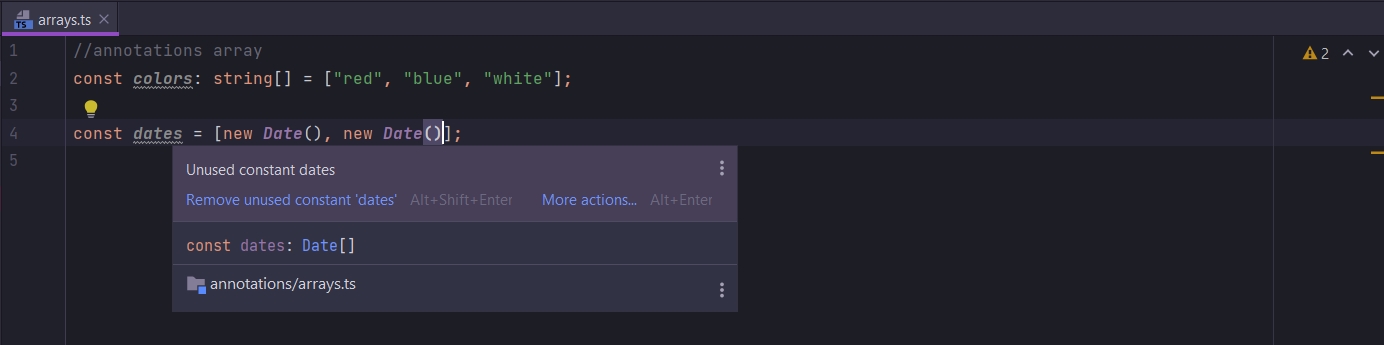 arrays.ts
1 //annotations array
2 const colors: string[] = ["red", "blue", "white"];
3
4 const dates = [new Date(), new Date()];
5
2
Unused constant dates
Remove unused constant 'dates' Alt+Shift+Enter More actions... Alt+Enter
const dates: Date[]
annotations/arrays.ts
TS